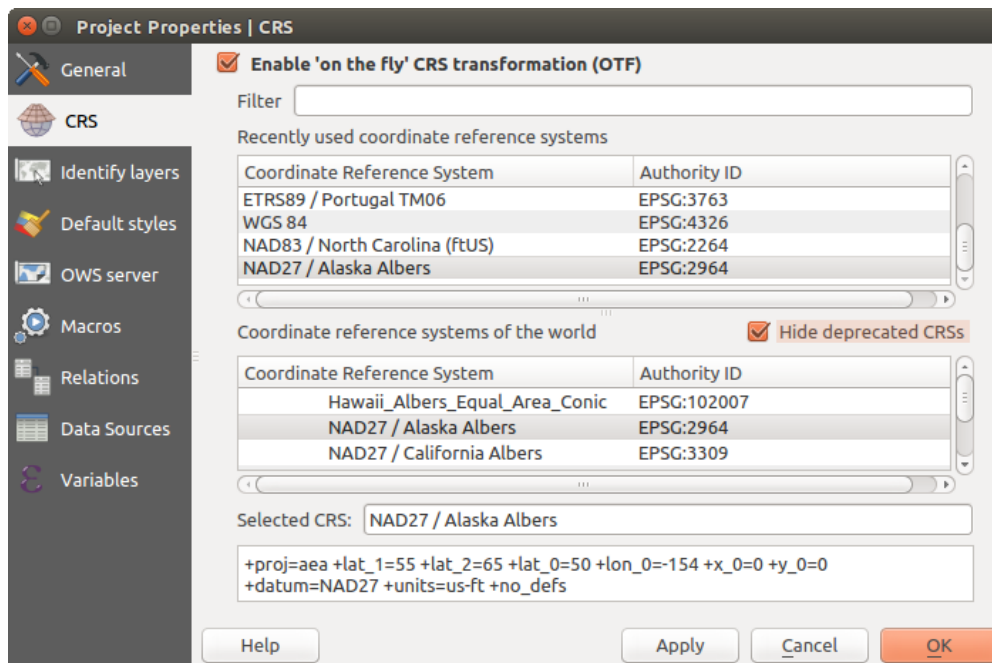 Project Properties | CRS
General
CRS
Identify layers
Default styles
OWS server
Macros
Relations
Data Sources
Variables
Enable 'on the fly' CRS transformation (OTF)
Filter
Recently used coordinate reference systems
Coordinate Reference System Authority ID
ETRS89 / Portugal TM06 EPSG:3763
WGS 84 EPSG:4326
NAD83 / North Carolina (ftUS) EPSG:2264
NAD27 / Alaska Albers EPSG:2964
Coordinate reference systems of the world Hide deprecated CRSs
Coordinate Reference System Authority ID
Hawaii_Albers_Equal_Area_Conic EPSG:102007
NAD27 / Alaska Albers EPSG:2964
NAD27 / California Albers EPSG:3309
Selected CRS: NAD27 / Alaska Albers
+proj=aea +lat_1=55 +lat_2=65 +lat_0=50 +lon_0=-154 +x_0=0 +y_0=0
+datum=NAD27 +units=us-ft +no_defs
Help Apply Cancel OK